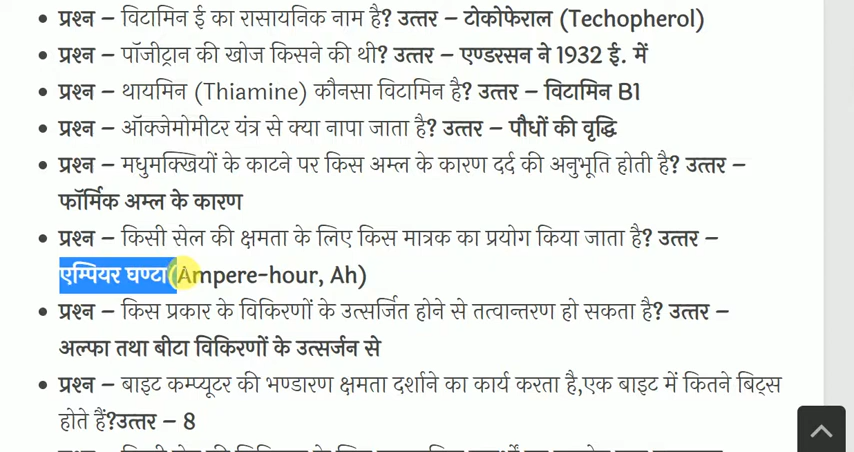 प्रश्न – विटामिन ई का रासायनिक नाम है? उत्तर – टोकोफेराल (Techopherol)
प्रश्न – पॉजीट्रान की खोज किसने की थी? उत्तर – एण्डरसन ने 1932 ई. में
प्रश्न – थायमिन (Thiamine) कौनसा विटामिन है? उत्तर – विटामिन B1
प्रश्न – ऑक्जेमोमीटर यंत्र से क्या नापा जाता है? उत्तर – पौधों की वृद्धि
प्रश्न – मधुमक्खियों के काटने पर किस अम्ल के कारण दर्द की अनुभूति होती है? उत्तर –
फॉर्मिक अम्ल के कारण
प्रश्न – किसी सेल की क्षमता के लिए किस मात्रक का प्रयोग किया जाता है? उत्तर –
एम्पियर घण्टा (Ampere-hour, Ah)
प्रश्न – किस प्रकार के विकिरणों के उत्सर्जित होने से तत्वान्तरण हो सकता है? उत्तर –
अल्फा तथा बीटा विकिरणों के उत्सर्जन से
प्रश्न – बाइट कम्प्यूटर की भण्डारण क्षमता दर्शाने का कार्य करता है,एक बाइट में कितने बिट्स
होते हैं?उत्तर – 8